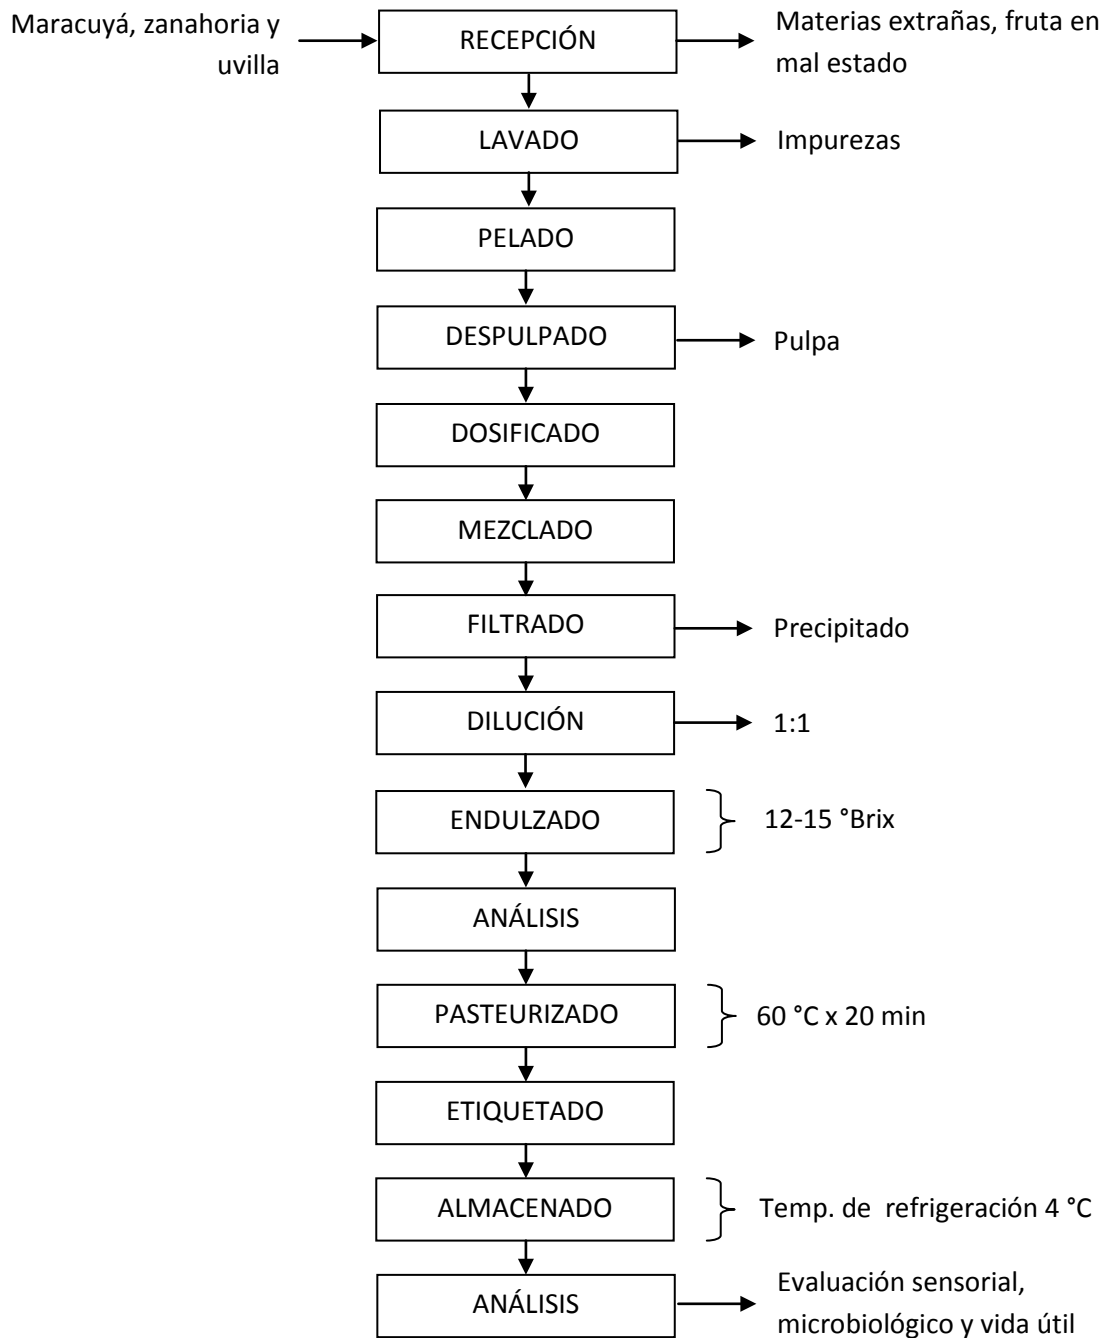 Maracuyá, zanahoria y
uvilla
RECEPCIÓN
Materias extrañas, fruta en
mal estado
LAVADO
Impurezas
PELADO
DESPULPADO
Pulpa
DOSIFICADO
MEZCLADO
FILTRADO
Precipitado
DILUCIÓN
1:1
ENDULZADO
12-15 °Brix
ANÁLISIS
PASTEURIZADO
60 °C x 20 min
ETIQUETADO
ALMACENADO
Temp. de refrigeración 4 °C
ANÁLISIS
Evaluación sensorial,
microbiológico y vida útil